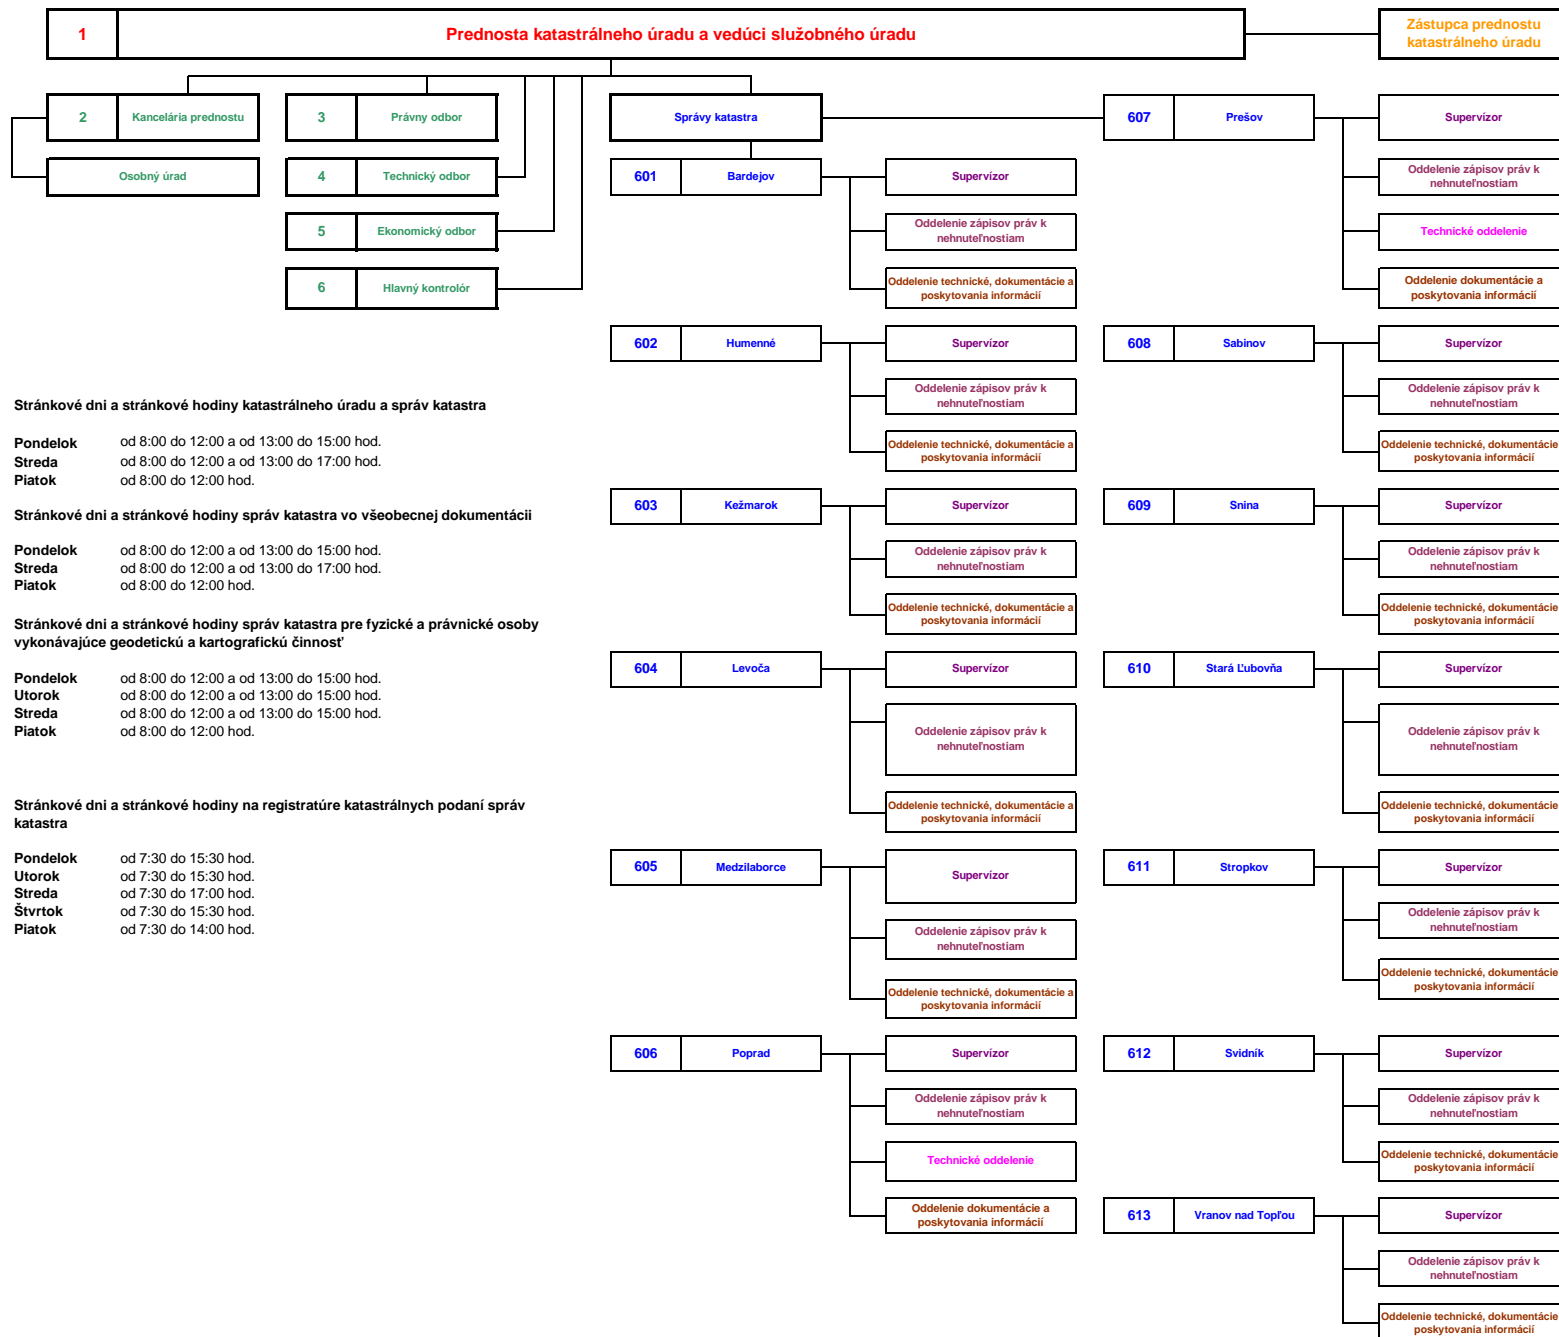 1
Prednosta katastrálneho úradu a vedúci služobného úradu
Zástupca prednostu
katastrálneho úradu
2
Kancelária prednostu
Osobný úrad
3
Právny odbor
4
Technický odbor
5
Ekonomický odbor
6
Hlavný kontrolór
Stránkové dni a stránkové hodiny katastrálneho úradu a správ katastra
Pondelok od 8:00 do 12:00 a od 13:00 do 15:00 hod.
Streda od 8:00 do 12:00 a od 13:00 do 17:00 hod.
Piatok od 8:00 do 12:00 hod.
Stránkové dni a stránkové hodiny správ katastra vo všeobecnej dokumentácii
Pondelok od 8:00 do 12:00 a od 13:00 do 15:00 hod.
Streda od 8:00 do 12:00 a od 13:00 do 17:00 hod.
Piatok od 8:00 do 12:00 hod.
Stránkové dni a stránkové hodiny správ katastra pre fyzické a právnické osoby
vykonávajúce geodetickú a kartografickú činnosť
Pondelok od 8:00 do 12:00 a od 13:00 do 15:00 hod.
Utorok od 8:00 do 12:00 a od 13:00 do 15:00 hod.
Streda od 8:00 do 12:00 a od 13:00 do 15:00 hod.
Piatok od 8:00 do 12:00 hod.
Stránkové dni a stránkové hodiny na registratúre katastrálnych podaní správ
katastra
Pondelok od 7:30 do 15:30 hod.
Utorok od 7:30 do 15:30 hod.
Streda od 7:30 do 17:00 hod.
Štvrtok od 7:30 do 15:30 hod.
Piatok od 7:30 do 14:00 hod.
Správy katastra
601
Bardejov
Supervízor
Oddelenie zápisov práv k
nehnuteľnostiam
Oddelenie technické, dokumentácie a
poskytovania informácií
602
Humenné
Supervízor
Oddelenie zápisov práv k
nehnuteľnostiam
Oddelenie technické, dokumentácie a
poskytovania informácií
603
Kežmarok
Supervízor
Oddelenie zápisov práv k
nehnuteľnostiam
Oddelenie technické, dokumentácie a
poskytovania informácií
604
Levoča
Supervízor
Oddelenie zápisov práv k
nehnuteľnostiam
Oddelenie technické, dokumentácie a
poskytovania informácií
605
Medzilaborce
Supervízor
Oddelenie zápisov práv k
nehnuteľnostiam
Oddelenie technické, dokumentácie a
poskytovania informácií
606
Poprad
Supervízor
Oddelenie zápisov práv k
nehnuteľnostiam
Technické oddelenie
Oddelenie dokumentácie a
poskytovania informácií
607
Prešov
Supervízor
Oddelenie zápisov práv k
nehnuteľnostiam
Technické oddelenie
Oddelenie dokumentácie a
poskytovania informácií
608
Sabinov
Supervízor
Oddelenie zápisov práv k
nehnuteľnostiam
Oddelenie technické, dokumentácie
poskytovania informácií
609
Snina
Supervízor
Oddelenie zápisov práv k
nehnuteľnostiam
Oddelenie technické, dokumentácie
poskytovania informácií
610
Stará Ľubovňa
Supervízor
Oddelenie zápisov práv k
nehnuteľnostiam
Oddelenie technické, dokumentácie
poskytovania informácií
611
Stropkov
Supervízor
Oddelenie zápisov práv k
nehnuteľnostiam
Oddelenie technické, dokumentácie
poskytovania informácií
612
Svidník
Supervízor
Oddelenie zápisov práv k
nehnuteľnostiam
Oddelenie technické, dokumentácie
poskytovania informácií
613
Vranov nad Topľou
Supervízor
Oddelenie zápisov práv k
nehnuteľnostiam
Oddelenie technické, dokumentácie
poskytovania informácií